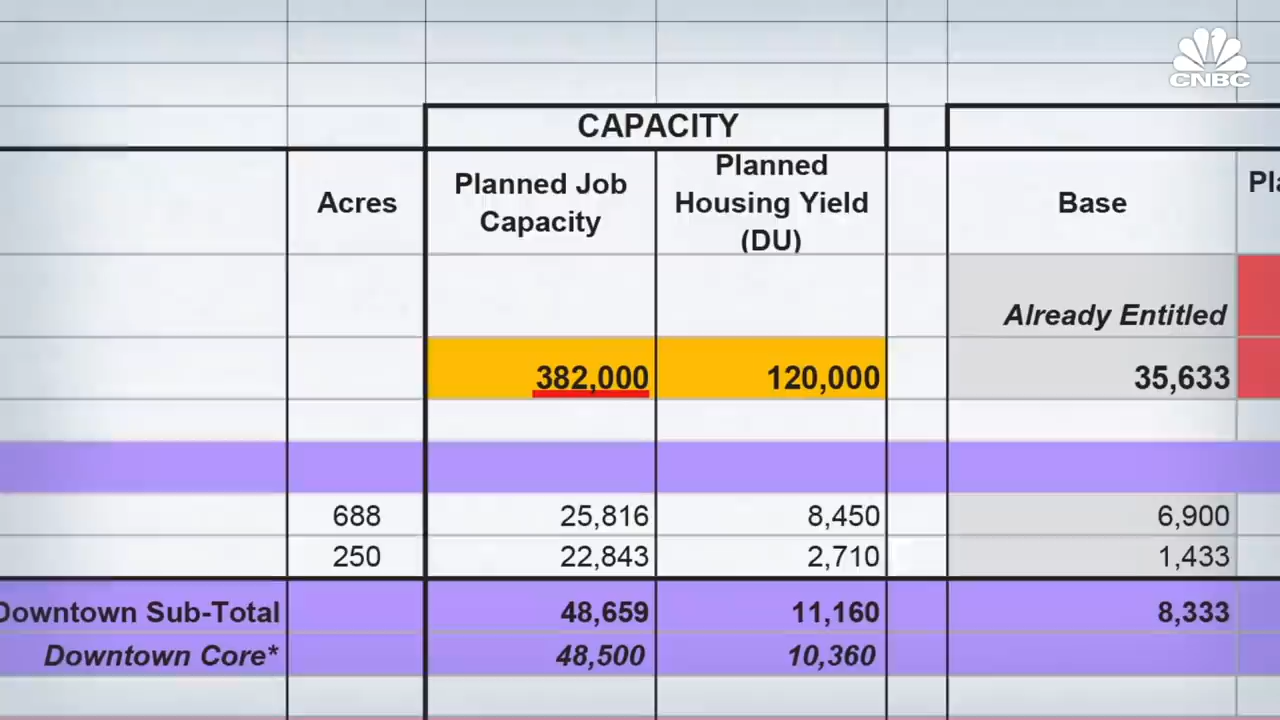 CNBC
CAPACITY
Acres
Planned Job
Capacity
Planned
Housing Yield
(DU)
Base
Already Entitled
382,000
120,000
35,633
688
25,816
8,450
6,900
250
22,843
2,710
1,433
Downtown Sub-Total
48,659
11,160
8,333
Downtown Core*
48,500
10,360